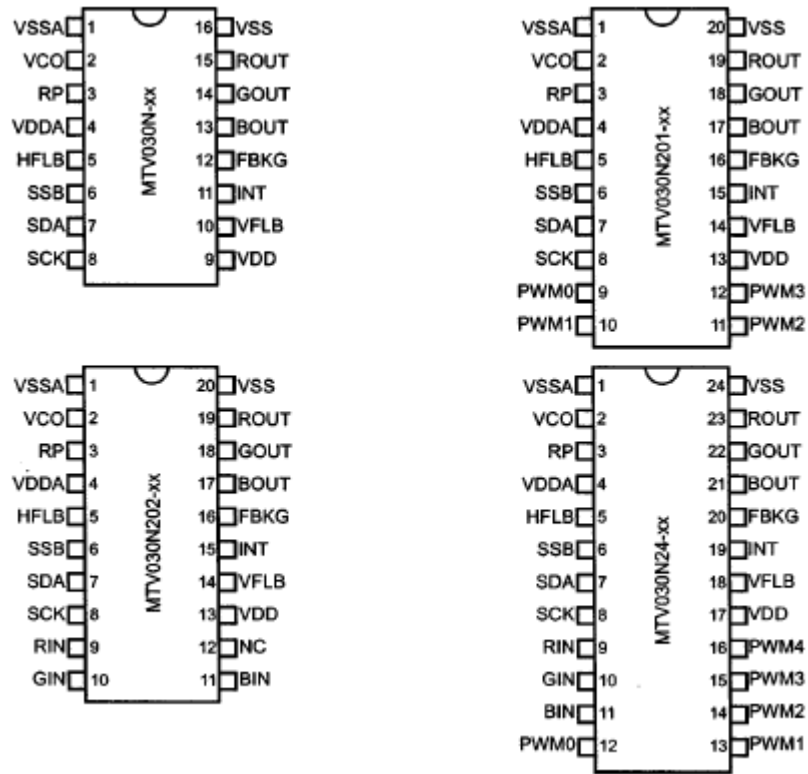 VSSA 1 16 VSS
VCO 2 15 ROUT
RP 3 14 GOUT
VDDA 4 13 BOUT
HFLB 5 12 FBKG
SSB 6 11 INT
SDA 7 10 VFLB
SCK 8 9 VDD
MTV030N-xx
VSSA 1 20 VSS
VCO 2 19 ROUT
RP 3 18 GOUT
VDDA 4 17 BOUT
HFLB 5 16 FBKG
SSB 6 15 INT
SDA 7 14 VFLB
SCK 8 13 VDD
PWM0 9 12 PWM3
PWM1 10 11 PWM2
MTV030N201-xx
VSSA 1 20 VSS
VCO 2 19 ROUT
RP 3 18 GOUT
VDDA 4 17 BOUT
HFLB 5 16 FBKG
SSB 6 15 INT
SDA 7 14 VFLB
SCK 8 13 VDD
RIN 9 12 NC
GIN 10 11 BIN
MTV030N202-xx
VSSA 1 24 VSS
VCO 2 23 ROUT
RP 3 22 GOUT
VDDA 4 21 BOUT
HFLB 5 20 FBKG
SSB 6 19 INT
SDA 7 18 VFLB
SCK 8 17 VDD
RIN 9 16 PWM4
GIN 10 15 PWM3
BIN 11 14 PWM2
PWM0 12 13 PWM1
MTV030N24-xx